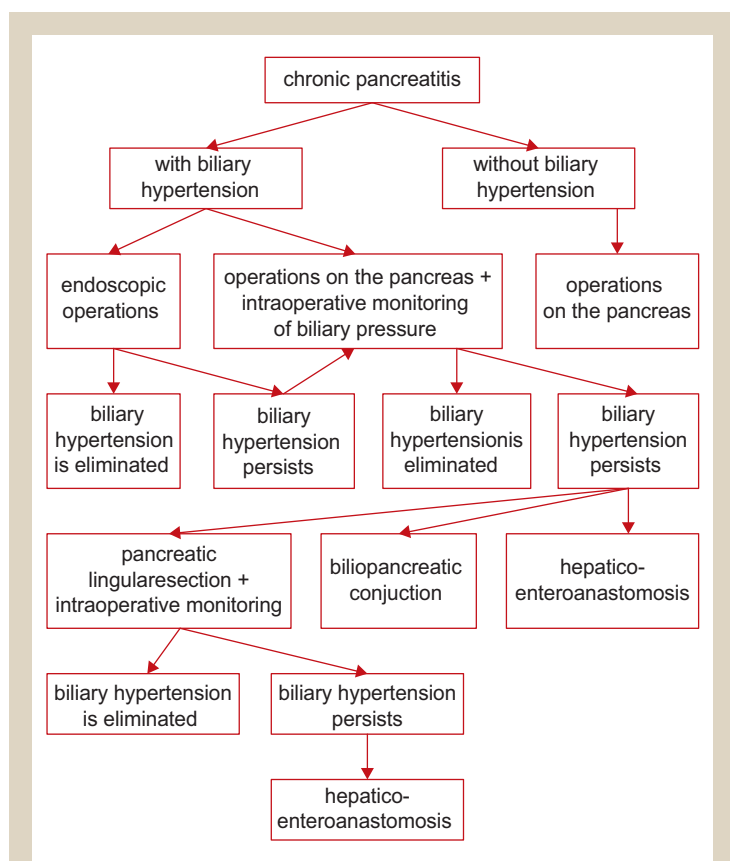 chronic pancreatitis
with biliary
hypertension
without biliary
hypertension
endoscopic
operations
operations on the pancreas +
intraoperative monitoring
of biliary pressure
operations
on the pancreas
biliary
hypertension
is eliminated
biliary
hypertension
persists
biliary
hypertensionis
eliminated
biliary
hypertension
persists
pancreatic
lingularesection +
intraoperative monitoring
biliopancreatic
conjuction
hepatico-
enteroanastomosis
biliary hypertension
is eliminated
biliary hypertension
persists
hepatico-
enteroanastomosis